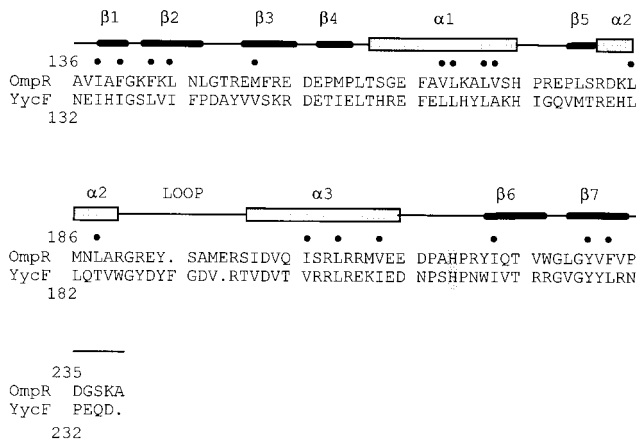 β1 β2 β3 β4 α1 β5 α2
136
OmpR AVIAFGKFKL NLGTREMFRE DEPMPLTSGE FAVLKALVSH PREPLSRDKL
YycF NEIHIGSLVI FPDAYVVSKR DETIELTHRE FELLHYLAKH IGQVMTREHL
132
α2 LOOP α3 β6 β7
186
OmpR MNLARGREY. SAMERSIDVQ ISRLRRMVEE DPAHPRYIQT VWGLGYVFVP
YycF LQTVWGYDYF GDV.RTVDVT VRRLREKIED NPSHPNWIVT RRGVGYYLRN
182
235
OmpR DGSKA
YycF PEQD.
232